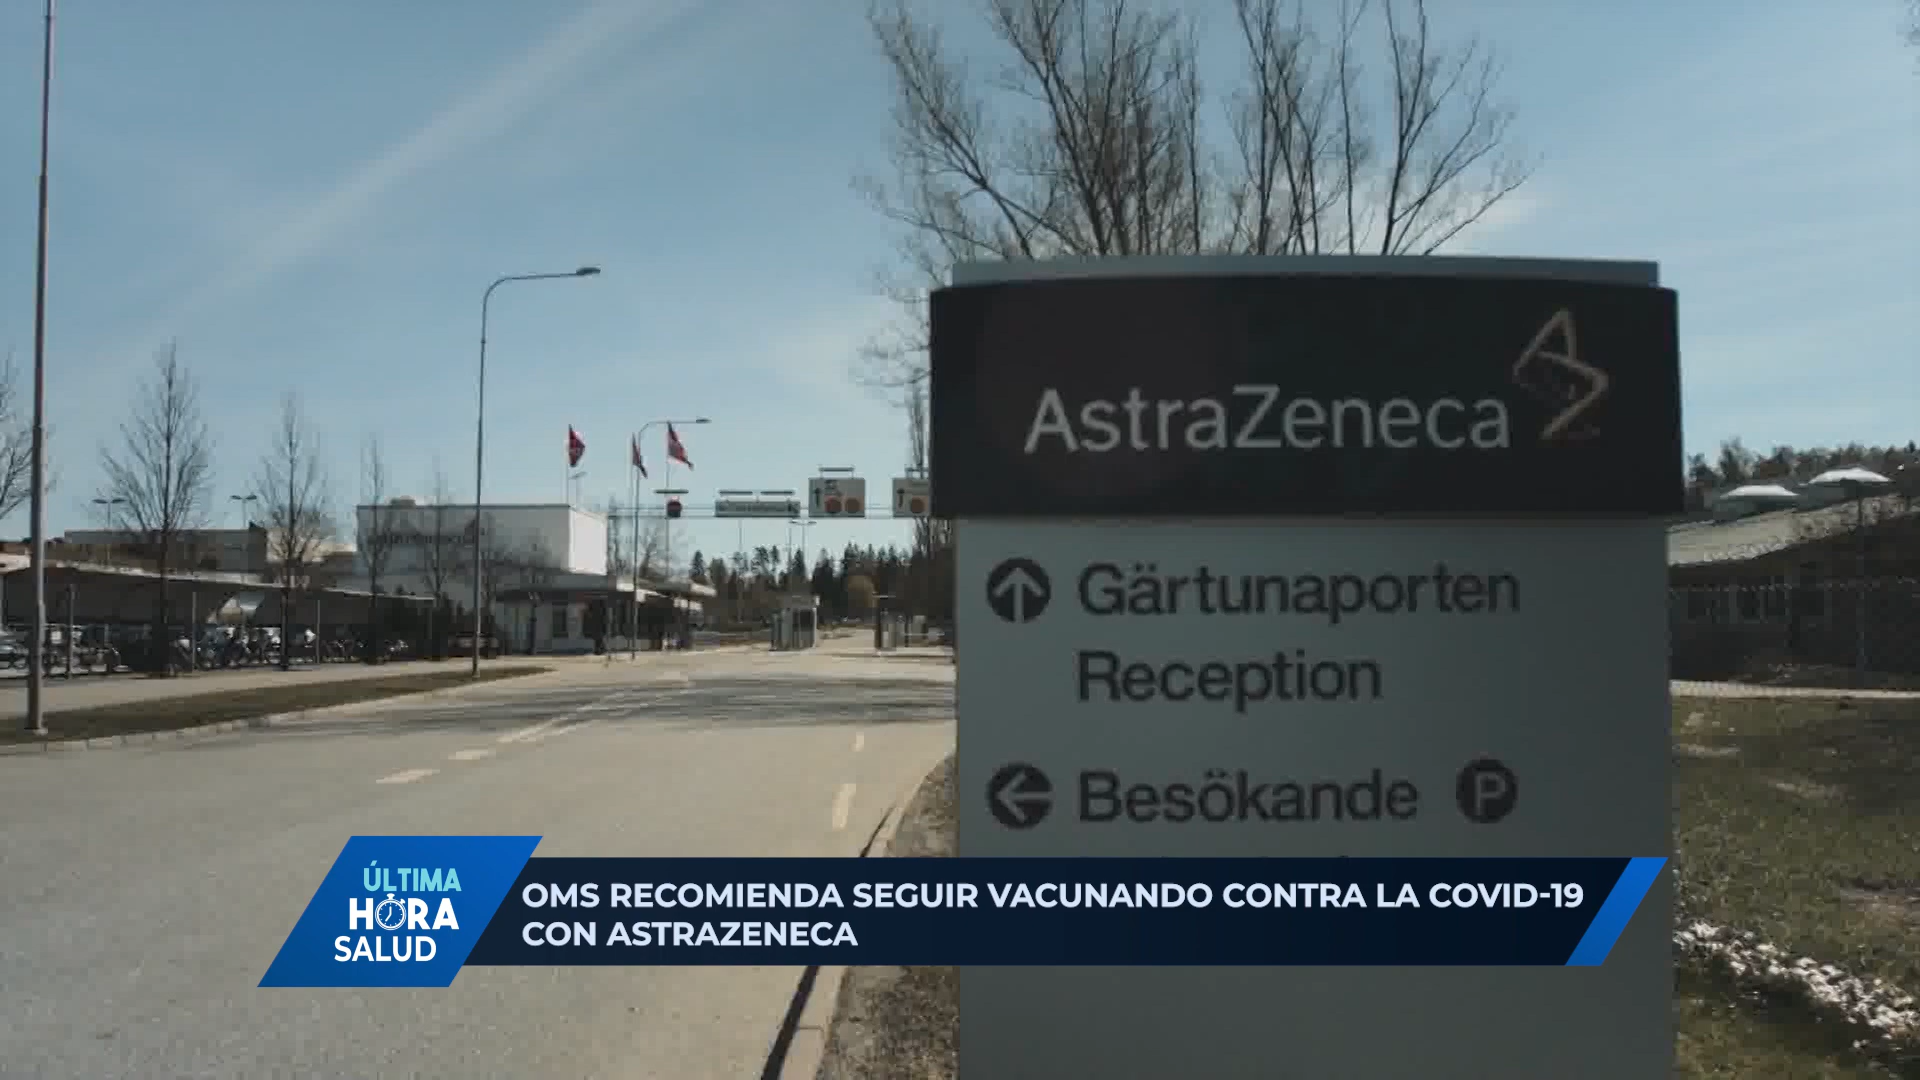 AstraZeneca
Gärtunaporten
Reception
Besökande P
ÚLTIMA
HORA
SALUD
OMS RECOMIENDA SEGUIR VACUNANDO CONTRA LA COVID-19
CON ASTRAZENECA